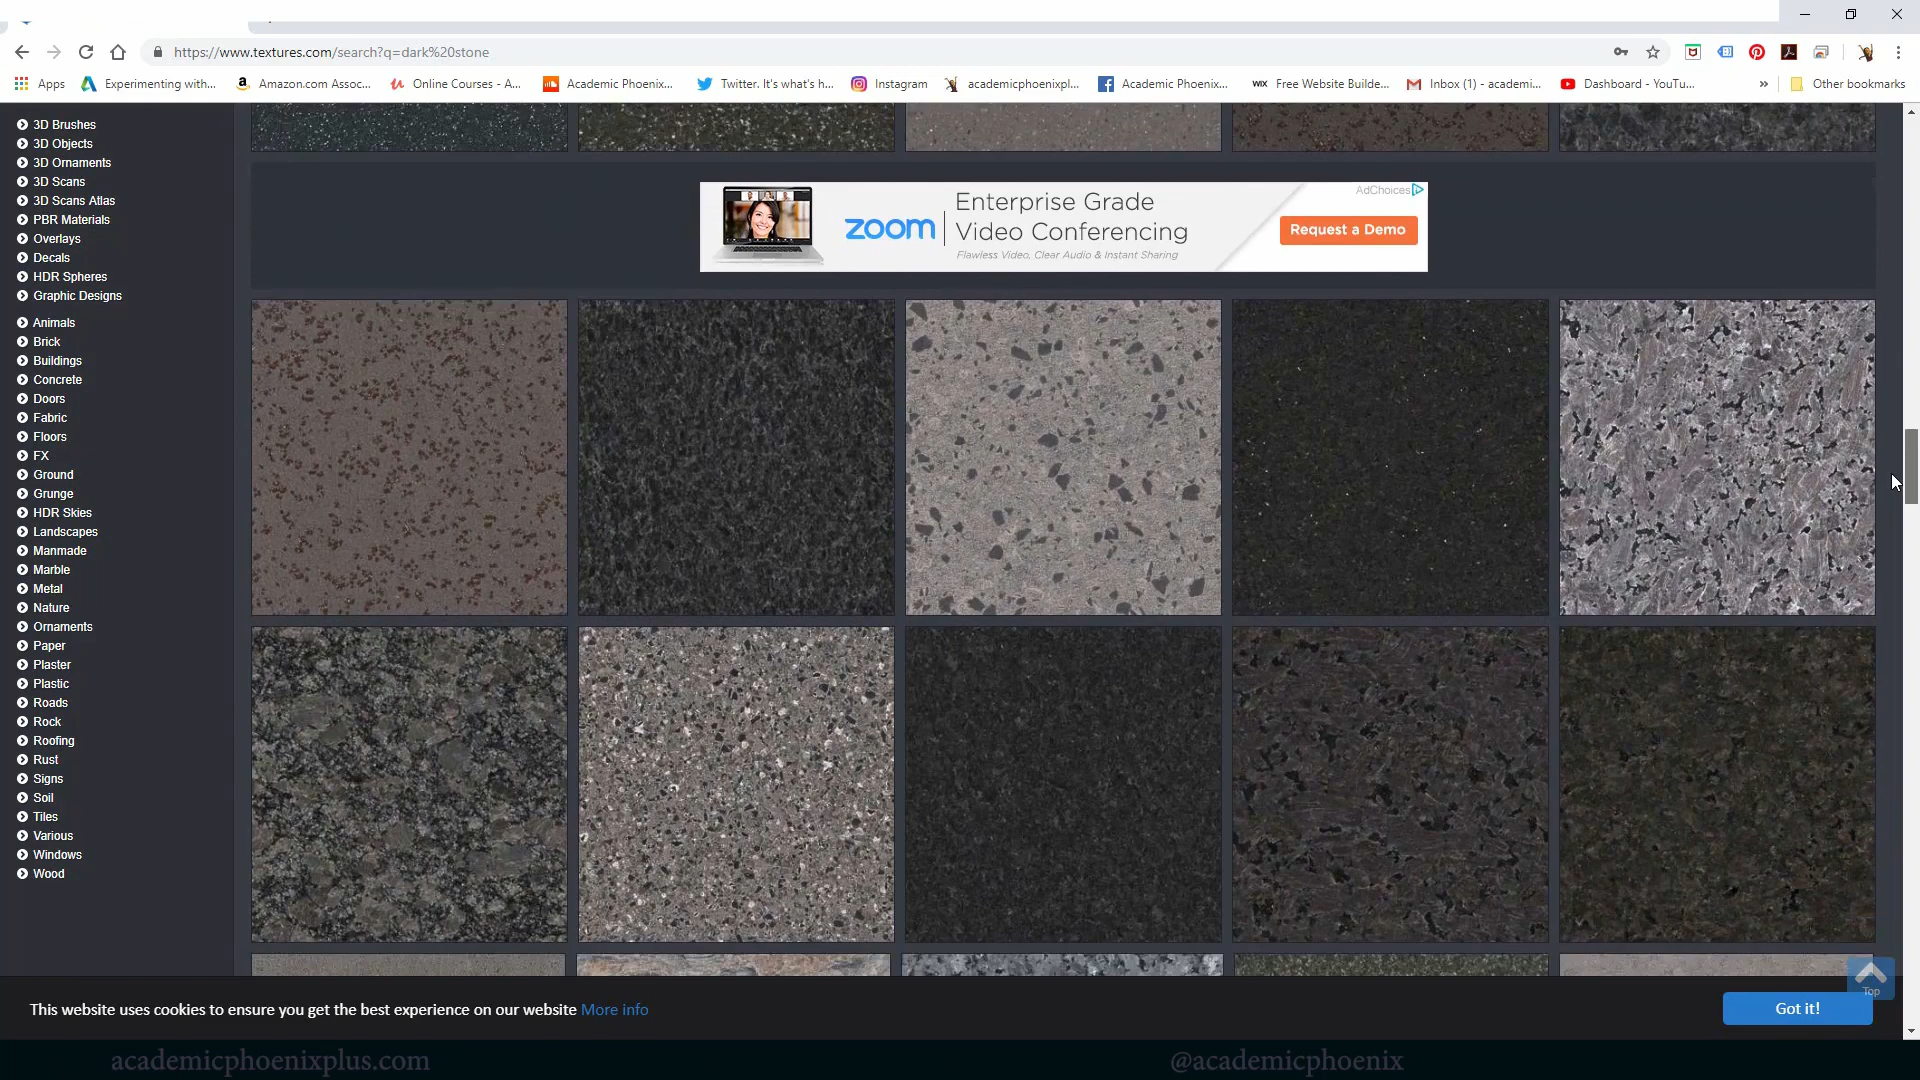 https://www.textures.com/search?q=dark%20stone
Apps
Experimenting with...
Amazon.com Assoc...
Online Courses - A...
Academic Phoenix...
Twitter. It's what's h...
Instagram
academicphoenixpl...
Academic Phoenix...
WIX Free Website Builde...
Inbox (1) - academi...
Dashboard - YouTu...
»
Other bookmarks
3D Brushes
3D Objects
3D Ornaments
3D Scans
3D Scans Atlas
PBR Materials
Overlays
Decals
HDR Spheres
Graphic Designs
Animals
Brick
Buildings
Concrete
Doors
Fabric
Floors
FX
Ground
Grunge
HDR Skies
Landscapes
Manmade
Marble
Metal
Nature
Ornaments
Paper
Plaster
Plastic
Roads
Rock
Roofing
Rust
Signs
Soil
Tiles
Various
Windows
Wood
AdChoices
zoom
Enterprise Grade
Video Conferencing
Flawless Video, Clear Audio & Instant Sharing
Request a Demo
Top
This website uses cookies to ensure you get the best experience on our website More info
Got it!
academicphoenixplus.com
@academicphoenix